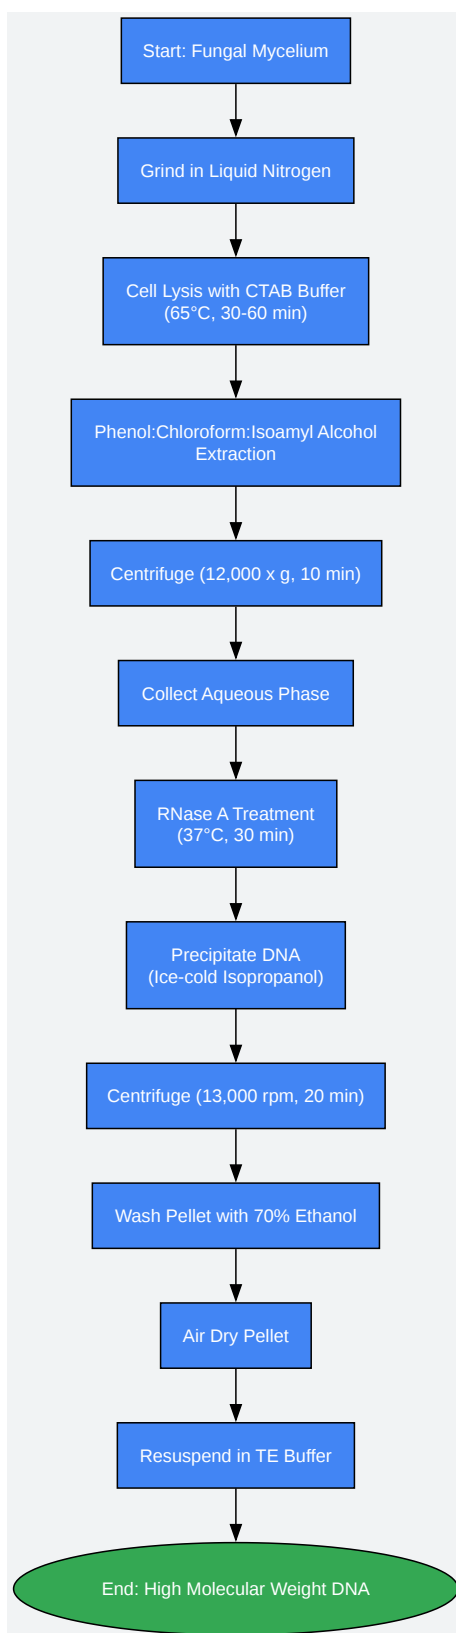 Start: Fungal Mycelium
Grind in Liquid Nitrogen
Cell Lysis with CTAB Buffer
(65°C, 30-60 min)
Phenol:Chloroform:Isoamyl Alcohol
Extraction
Centrifuge (12,000 x g, 10 min)
Collect Aqueous Phase
RNase A Treatment
(37°C, 30 min)
Precipitate DNA
(Ice-cold Isopropanol)
Centrifuge (13,000 rpm, 20 min)
Wash Pellet with 70% Ethanol
Air Dry Pellet
Resuspend in TE Buffer
End: High Molecular Weight DNA